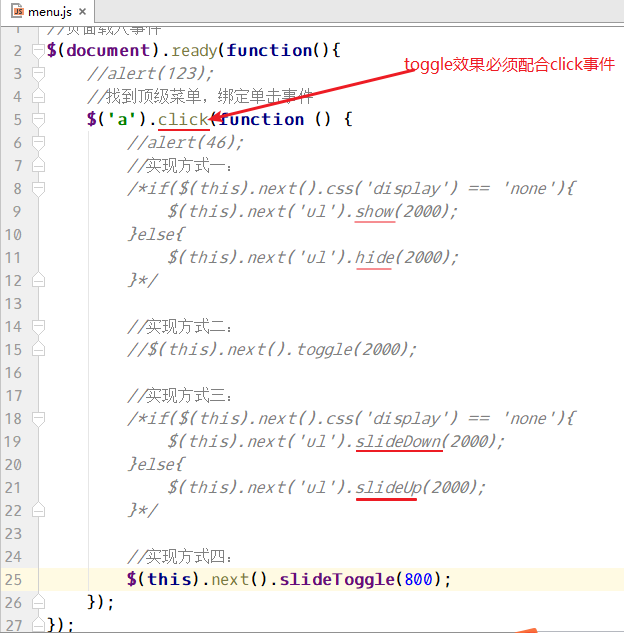 menu.js
1 //页面载入事件
2 $(document).ready(function(){
toggle效果必须配合click事件
3 //alert(123);
4 //找到顶级菜单，绑定单击事件
5 $('a').click(function () {
6 //alert(46);
7 //实现方式一：
8 /*if($(this).next().css('display') == 'none'){
9 $(this).next('ul').show(2000);
10 }else{
11 $(this).next('ul').hide(2000);
12 }*/
13
14 //实现方式二：
15 //$(this).next().toggle(2000);
16
17 //实现方式三：
18 /*if($(this).next().css('display') == 'none'){
19 $(this).next('ul').slideDown(2000);
20 }else{
21 $(this).next('ul').slideUp(2000);
22 }*/
23
24 //实现方式四：
25 $(this).next().slideToggle(800);
26 });
27 });